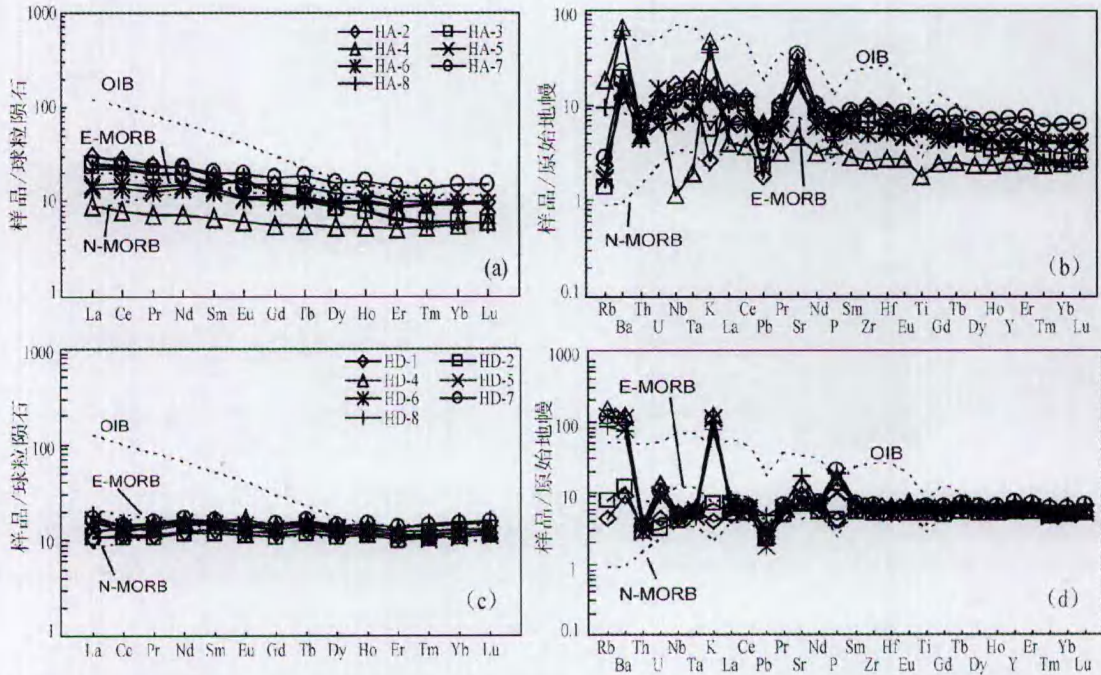 1000
100
10
1
样品/球粒陨石
OIB
E-MORB
N-MORB
HA-2
HA-3
HA-4
HA-5
HA-6
HA-7
HA-8
(a)
La Ce Pr Nd Sm Eu Gd Tb Dy Ho Er Tm Yb Lu
100
10
1
0.1
样品/原始地幔
OIB
E-MORB
N-MORB
(b)
Rb Th Nb K Ce Pr Nd Sm Hf Ti Tb Ho Er Yb
Ba U Ta La Pb Sr P Zr Eu Gd Dy Y Tm Lu
1000
100
10
1
样品/球粒陨石
OIB
E-MORB
N-MORB
HD-1
HD-2
HD-4
HD-5
HD-6
HD-7
HD-8
(c)
La Ce Pr Nd Sm Eu Gd Tb Dy Ho Er Tm Yb Lu
1000
100
10
1
0.1
样品/原始地幔
E-MORB
OIB
N-MORB
(d)
Rb Th Nb K Ce Pr Nd Sm Hf Ti Tb Ho Er Yb
Ba U Ta La Pb Sr P Zr Eu Gd Dy Y Tm Lu